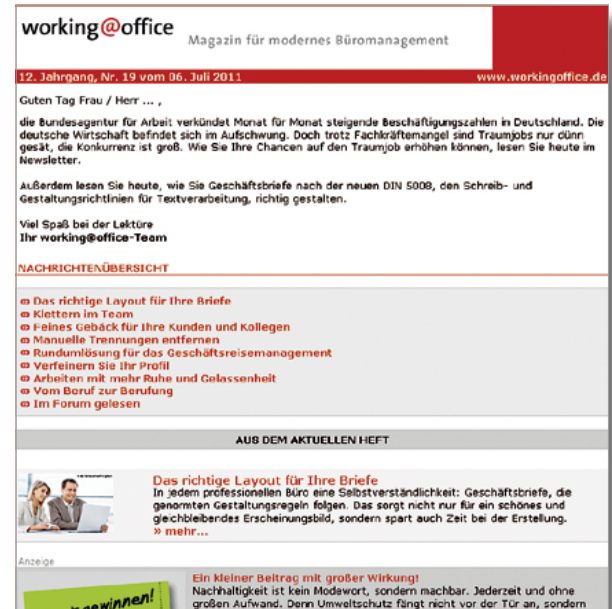 working@office
Magazin für modernes Büromanagement
12. Jahrgang, Nr. 19 vom 06. Juli 2011
www.workingoffice.de
Guten Tag Frau / Herr ... ,
die Bundesagentur für Arbeit verkündet Monat für Monat steigende Beschäftigungszahlen in Deutschland. Die
deutsche Wirtschaft befindet sich im Aufschwung. Doch trotz Fachkräftemangel sind Traumjobs nur dünn
gesät, die Konkurrenz ist groß. Wie Sie Ihre Chancen auf den Traumjob erhöhen können, lesen Sie heute im
Newsletter.
Außerdem lesen Sie heute, wie Sie Geschäftsbriefe nach der neuen DIN 5008, den Schreib- und
Gestaltungsrichtlinien für Textverarbeitung, richtig gestalten.
Viel Spaß bei der Lektüre
Ihr working@office-Team
NACHRICHTENÜBERSICHT
Das richtige Layout für Ihre Briefe
Klettern im Team
Feines Gebäck für Ihre Kunden und Kollegen
Manuelle Trennungen entfernen
Rundumlösung für das Geschäftsreisemanagement
Verfeinern Sie Ihr Profil
Arbeiten mit mehr Ruhe und Gelassenheit
Vom Beruf zur Berufung
Im Forum gelesen
AUS DEM AKTUELLEN HEFT
Das richtige Layout für Ihre Briefe
In jedem professionellen Büro eine Selbstverständlichkeit: Geschäftsbriefe, die
genormten Gestaltungsregeln folgen. Das sorgt nicht nur für ein schönes und
gleichbleibendes Erscheinungsbild, sondern spart auch Zeit bei der Erstellung.
» mehr...
Anzeige
Ein kleiner Beitrag mit großer Wirkung!
Nachhaltigkeit ist kein Modewort, sondern machbar. Jederzeit und ohne
großen Aufwand. Denn Umweltschutz fängt nicht vor der Tür an, sondern
gewinnen!